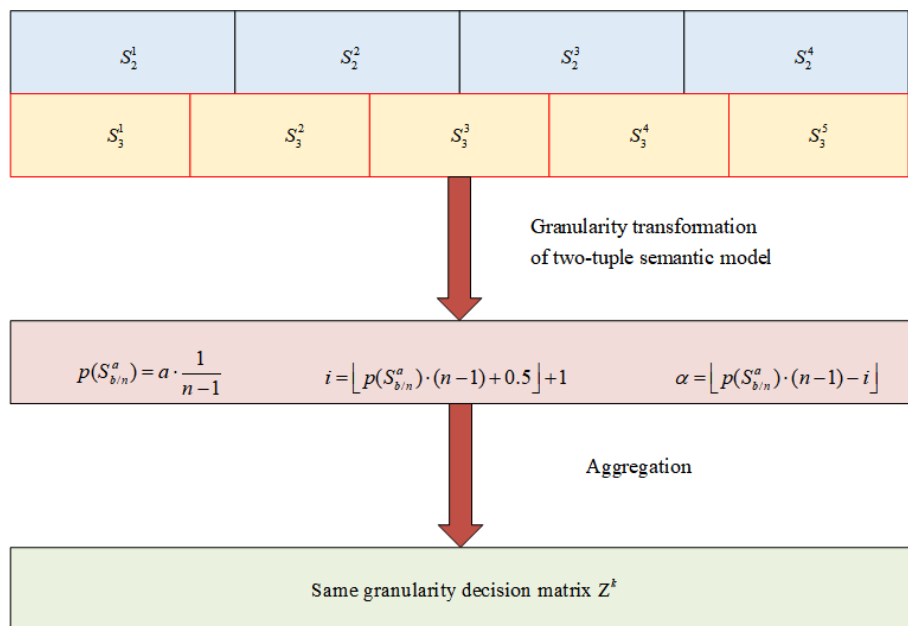 S_2^1 S_2^2 S_2^3 S_2^4
S_3^1 S_3^2 S_3^3 S_3^4 S_3^5
Granularity transformation
of two-tuple semantic model
p(S_{b/n}^a) = a · \frac{1}{n-1} i = ⌊p(S_{b/n}^a)·(n-1)+0.5⌋+1 α = ⌊p(S_{b/n}^a)·(n-1)-i⌋
Aggregation
Same granularity decision matrix Z^k